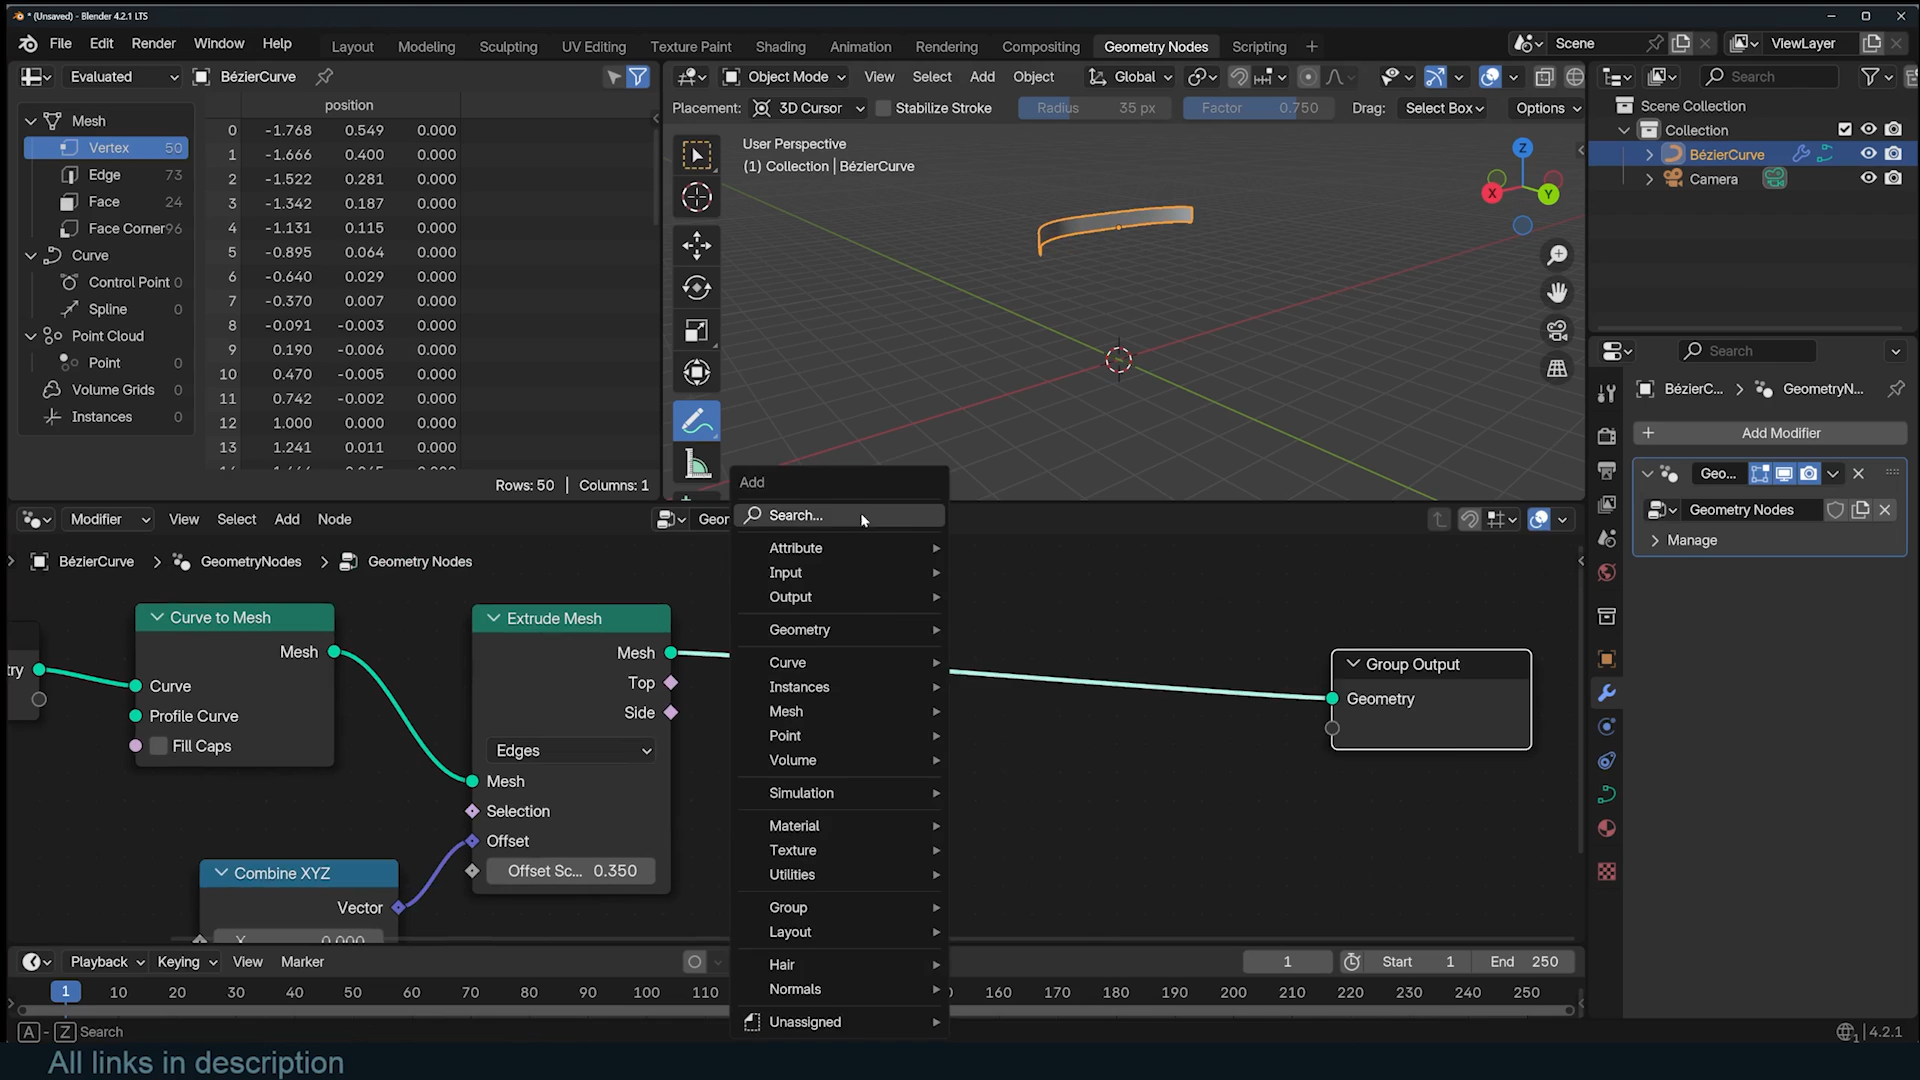 * (Unsaved) - Blender 4.2.1 LTS
File Edit Render Window Help
Layout Modeling Sculpting UV Editing Texture Paint Shading Animation Rendering Compositing Geometry Nodes Scripting
Scene
ViewLayer
Evaluated
BézierCurve
Object Mode View Select Add Object
Global
Search
position
Placement: 3D Cursor Stabilize Stroke Radius 35 px Factor 0.750 Drag: Select Box Options
Mesh
Vertex 50
Edge 73
Face 24
Face Corner 96
Curve
Control Point 0
Spline 0
Point Cloud
Point 0
Volume Grids 0
Instances 0
0 -1.768 0.549 0.000
1 -1.666 0.400 0.000
2 -1.522 0.281 0.000
3 -1.342 0.187 0.000
4 -1.131 0.115 0.000
5 -0.895 0.064 0.000
6 -0.640 0.029 0.000
7 -0.370 0.007 0.000
8 -0.091 -0.003 0.000
9 0.190 -0.006 0.000
10 0.470 -0.005 0.000
11 0.742 -0.002 0.000
12 1.000 0.000 0.000
13 1.241 0.011 0.000
Rows: 50 | Columns: 1
User Perspective
(1) Collection | BézierCurve
Z
X
Y
Scene Collection
Collection
BézierCurve
Camera
Search
BézierC... GeometryN...
Add Modifier
Geo...
Geometry Nodes
Manage
Modifier View Select Add Node
Geor
BézierCurve > GeometryNodes > Geometry Nodes
try
Curve to Mesh
Mesh
Curve
Profile Curve
Fill Caps
Combine XYZ
Vector
X 0.000
Extrude Mesh
Mesh
Top
Side
Edges
Mesh
Selection
Offset
Offset Sc... 0.350
Add
Search...
Attribute
Input
Output
Geometry
Curve
Instances
Mesh
Point
Volume
Simulation
Material
Texture
Utilities
Group
Layout
Hair
Normals
Unassigned
Group Output
Geometry
Playback Keying View Marker
1 Start 1 End 250
1 10 20 30 40 50 60 70 80 90 100 110 160 170 180 190 200 210 220 230 240 250
A - Z Search
4.2.1
All links in description